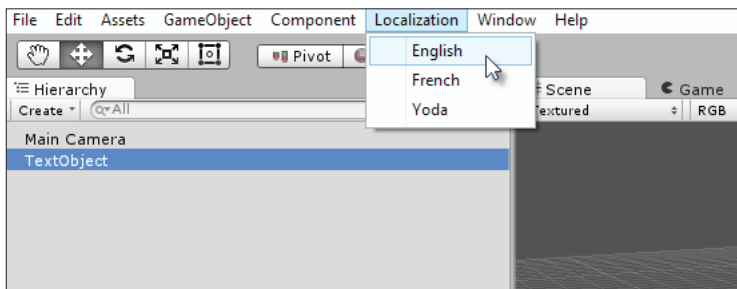 File Edit Assets GameObject Component Localization Window Help
Pivot
English
French
Yoda
Hierarchy
Scene
Game
Create
All
Textured
RGB
Main Camera
TextObject